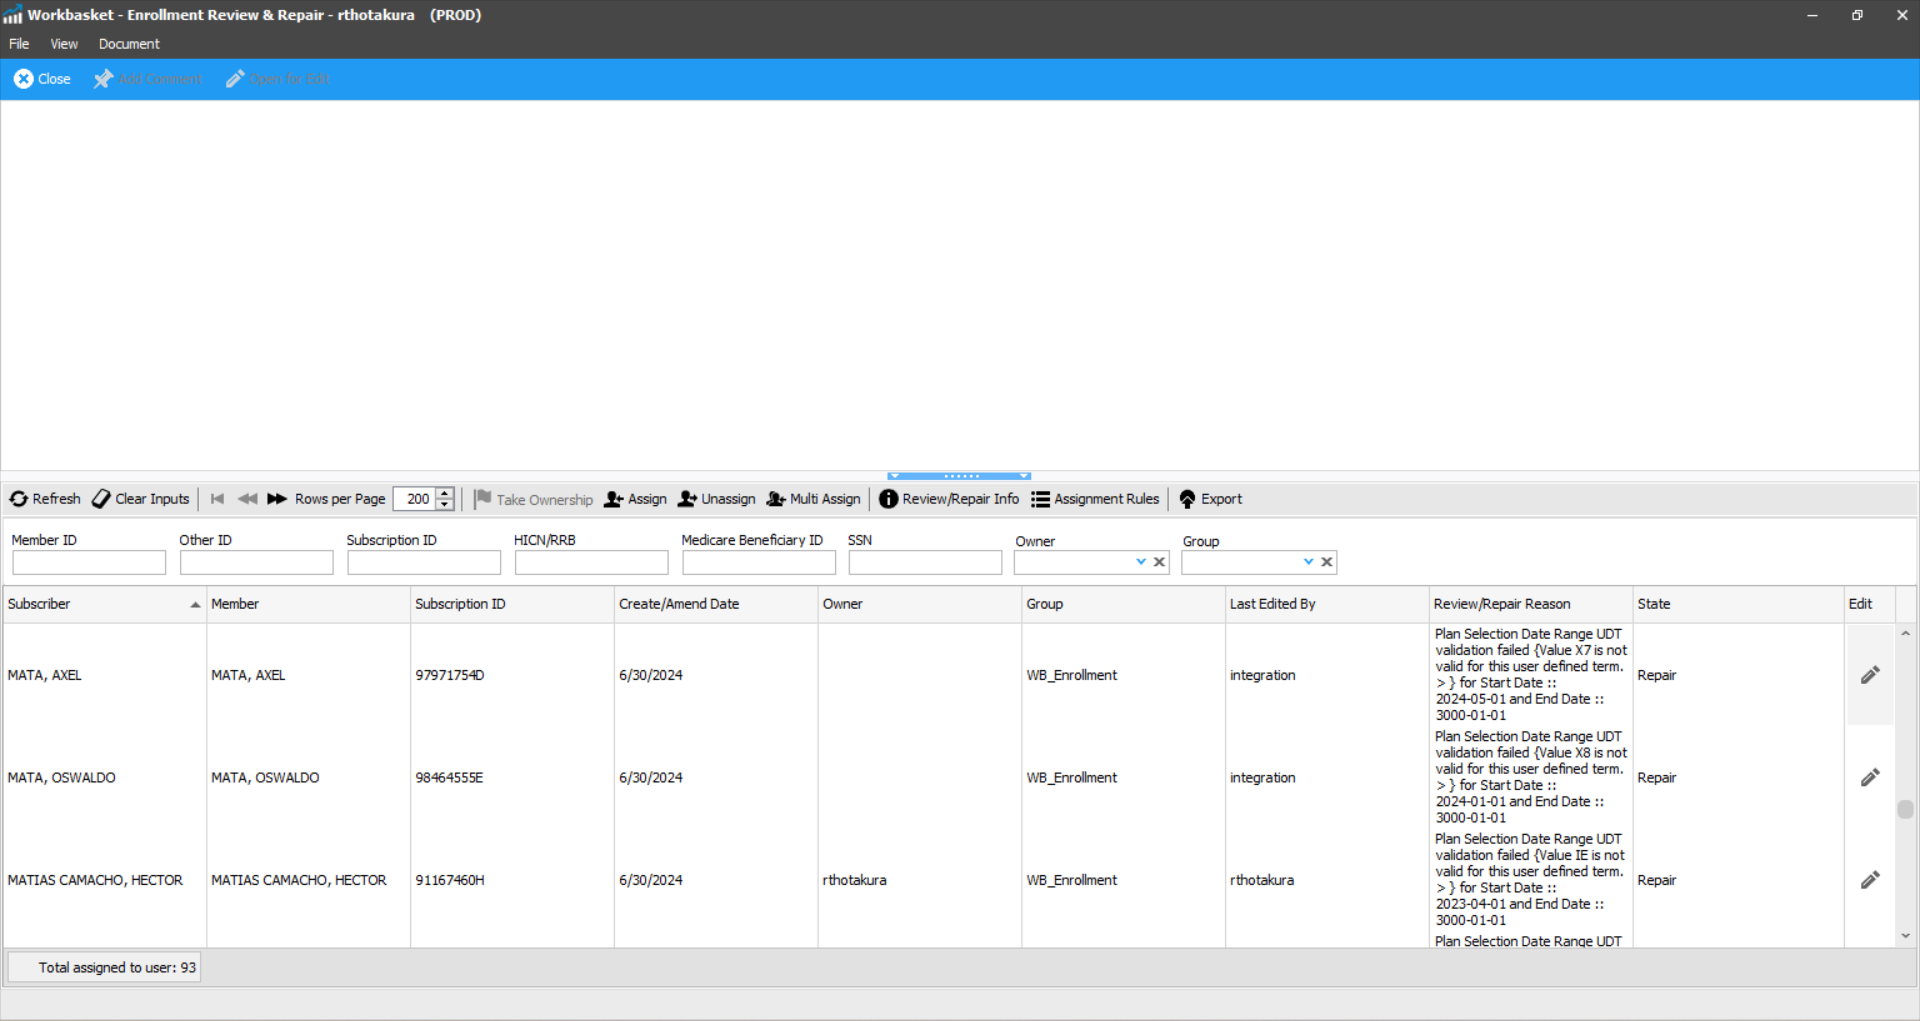 Workbasket - Enrollment Review & Repair - rthotakura (PROD)
File View Document
Close Add Comment Open for Edit
Refresh Clear Inputs Rows per Page 200 Take Ownership Assign Unassign Multi Assign Review/Repair Info Assignment Rules Export
Member ID Other ID Subscription ID HICN/RRB Medicare Beneficiary ID SSN Owner Group
Subscriber Member Subscription ID Create/Amend Date Owner Group Last Edited By Review/Repair Reason State Edit
MATA, AXEL MATA, AXEL 97971754D 6/30/2024 WB_Enrollment integration
Plan Selection Date Range UDT
validation failed {Value X7 is not
valid for this user defined term.
> } for Start Date ::
2024-05-01 and End Date ::
3000-01-01
Repair
MATA, OSWALDO MATA, OSWALDO 98464555E 6/30/2024 WB_Enrollment integration
Plan Selection Date Range UDT
validation failed {Value X8 is not
valid for this user defined term.
> } for Start Date ::
2024-01-01 and End Date ::
3000-01-01
Repair
MATIAS CAMACHO, HECTOR MATIAS CAMACHO, HECTOR 91167460H 6/30/2024 rthotakura WB_Enrollment rthotakura
Plan Selection Date Range UDT
validation failed {Value IE is not
valid for this user defined term.
> } for Start Date ::
2023-04-01 and End Date ::
3000-01-01
Repair
Plan Selection Date Range UDT
Total assigned to user: 93